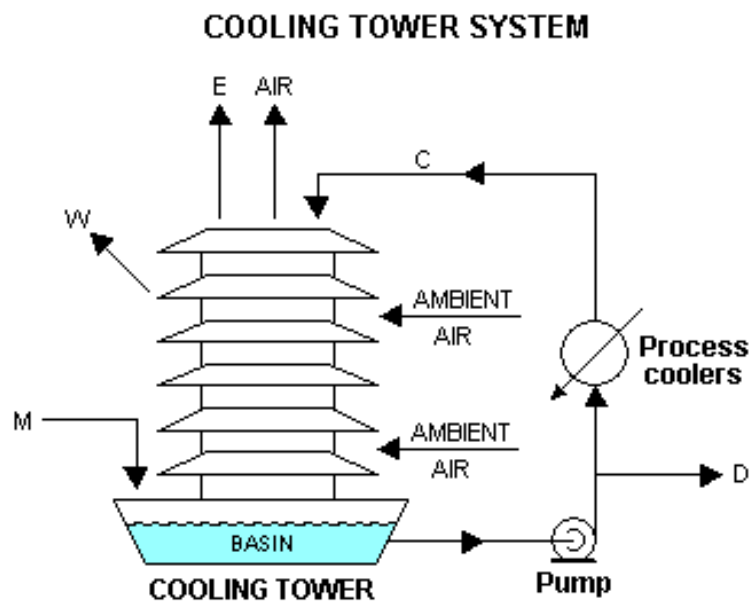 COOLING TOWER SYSTEM
E
AIR
C
W
AMBIENT
AIR
Process
coolers
M
AMBIENT
AIR
D
BASIN
COOLING TOWER
Pump